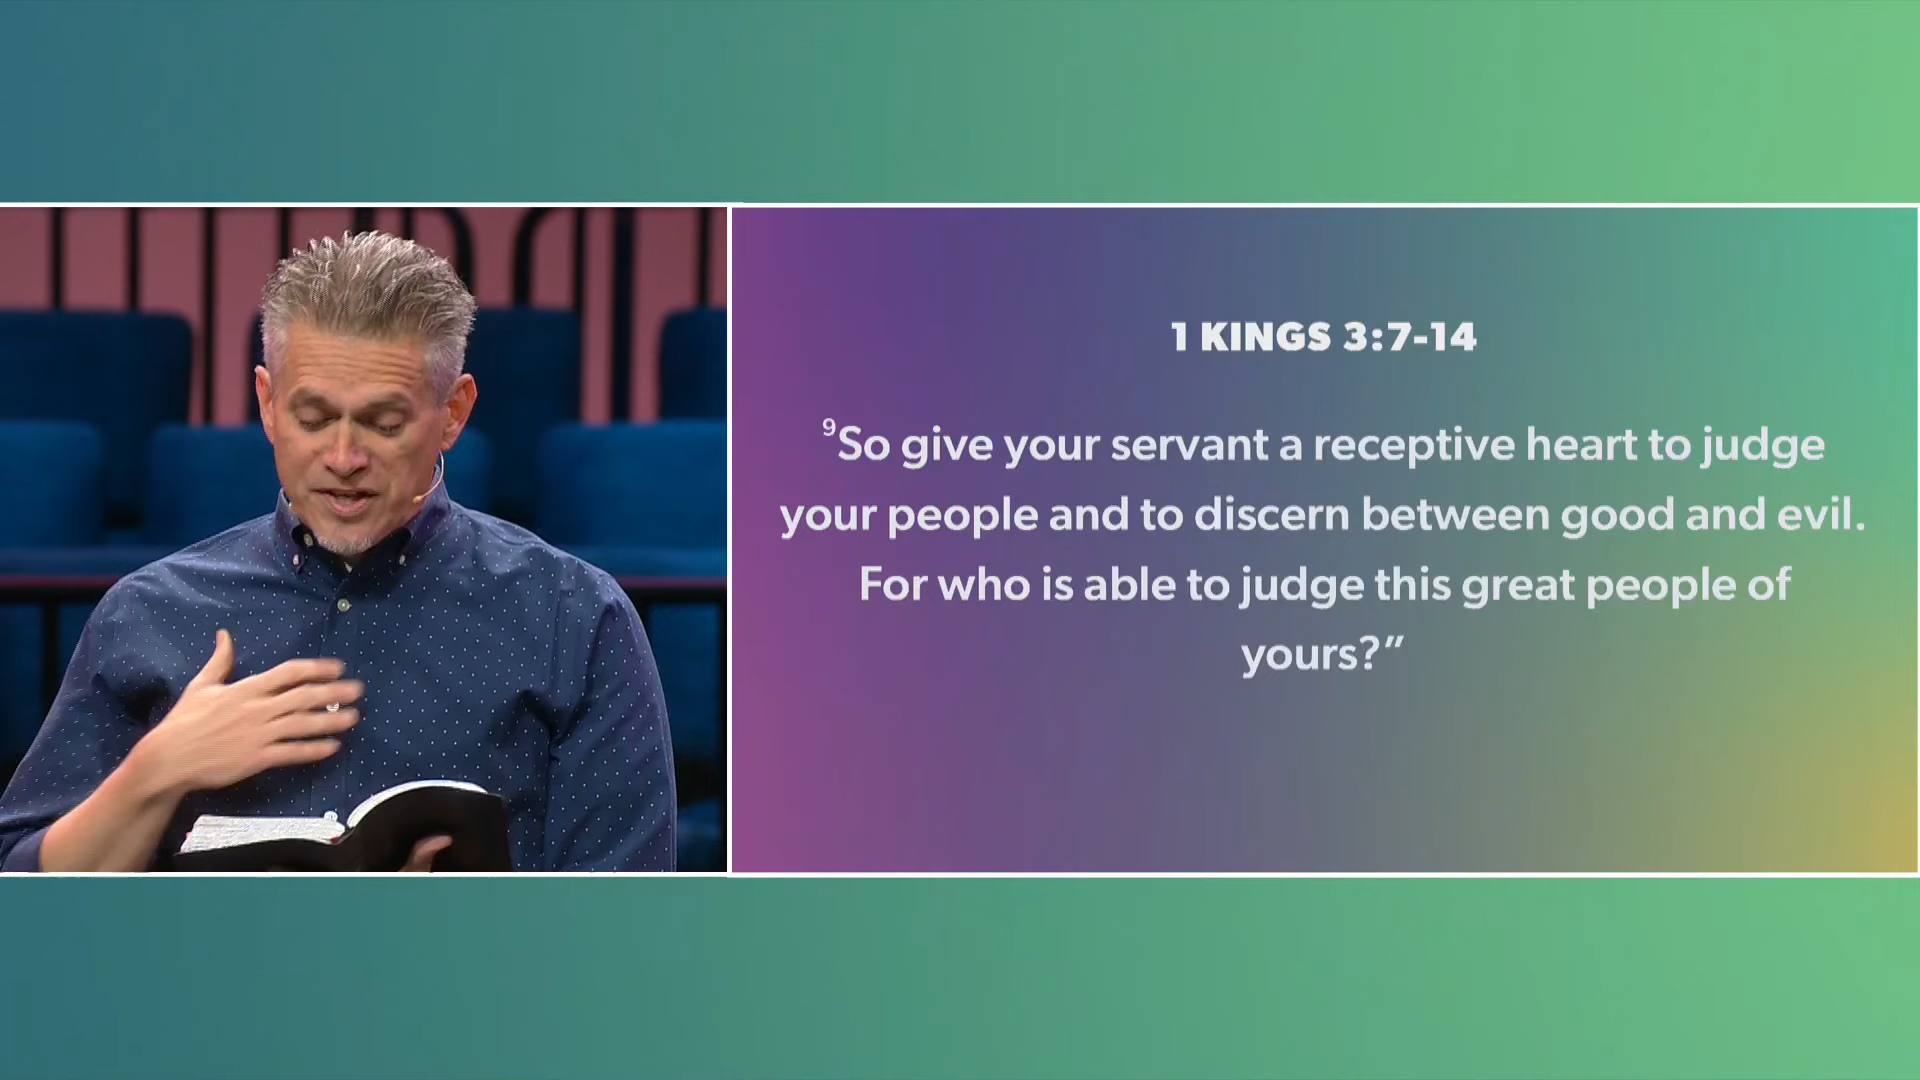 1 KINGS 3:7-14
⁹So give your servant a receptive heart to judge
your people and to discern between good and evil.
For who is able to judge this great people of
yours?”